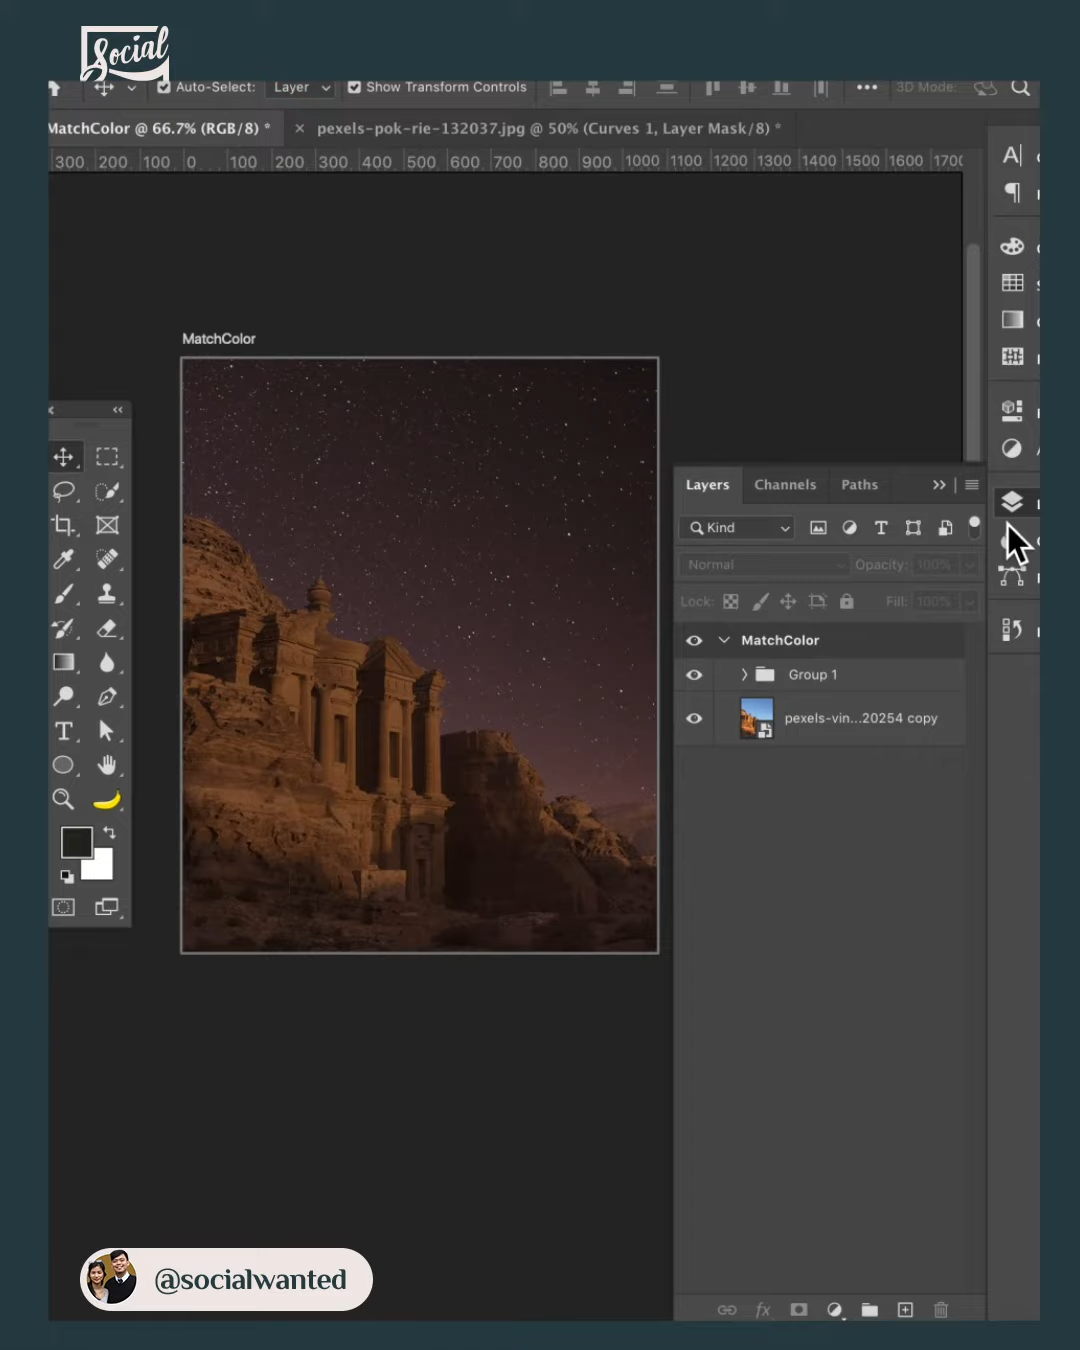 Social
Auto-Select: Layer Show Transform Controls 3D Mode:
MatchColor @ 66.7% (RGB/8) * × pexels-pok-rie-132037.jpg @ 50% (Curves 1, Layer Mask/8) *
300 200 100 0 100 200 300 400 500 600 700 800 900 1000 1100 1200 1300 1400 1500 1600
MatchColor
Layers Channels Paths
Kind
Normal Opacity: 100%
Lock: Fill: 100%
MatchColor
Group 1
pexels-vin...20254 copy
fx
@socialwanted